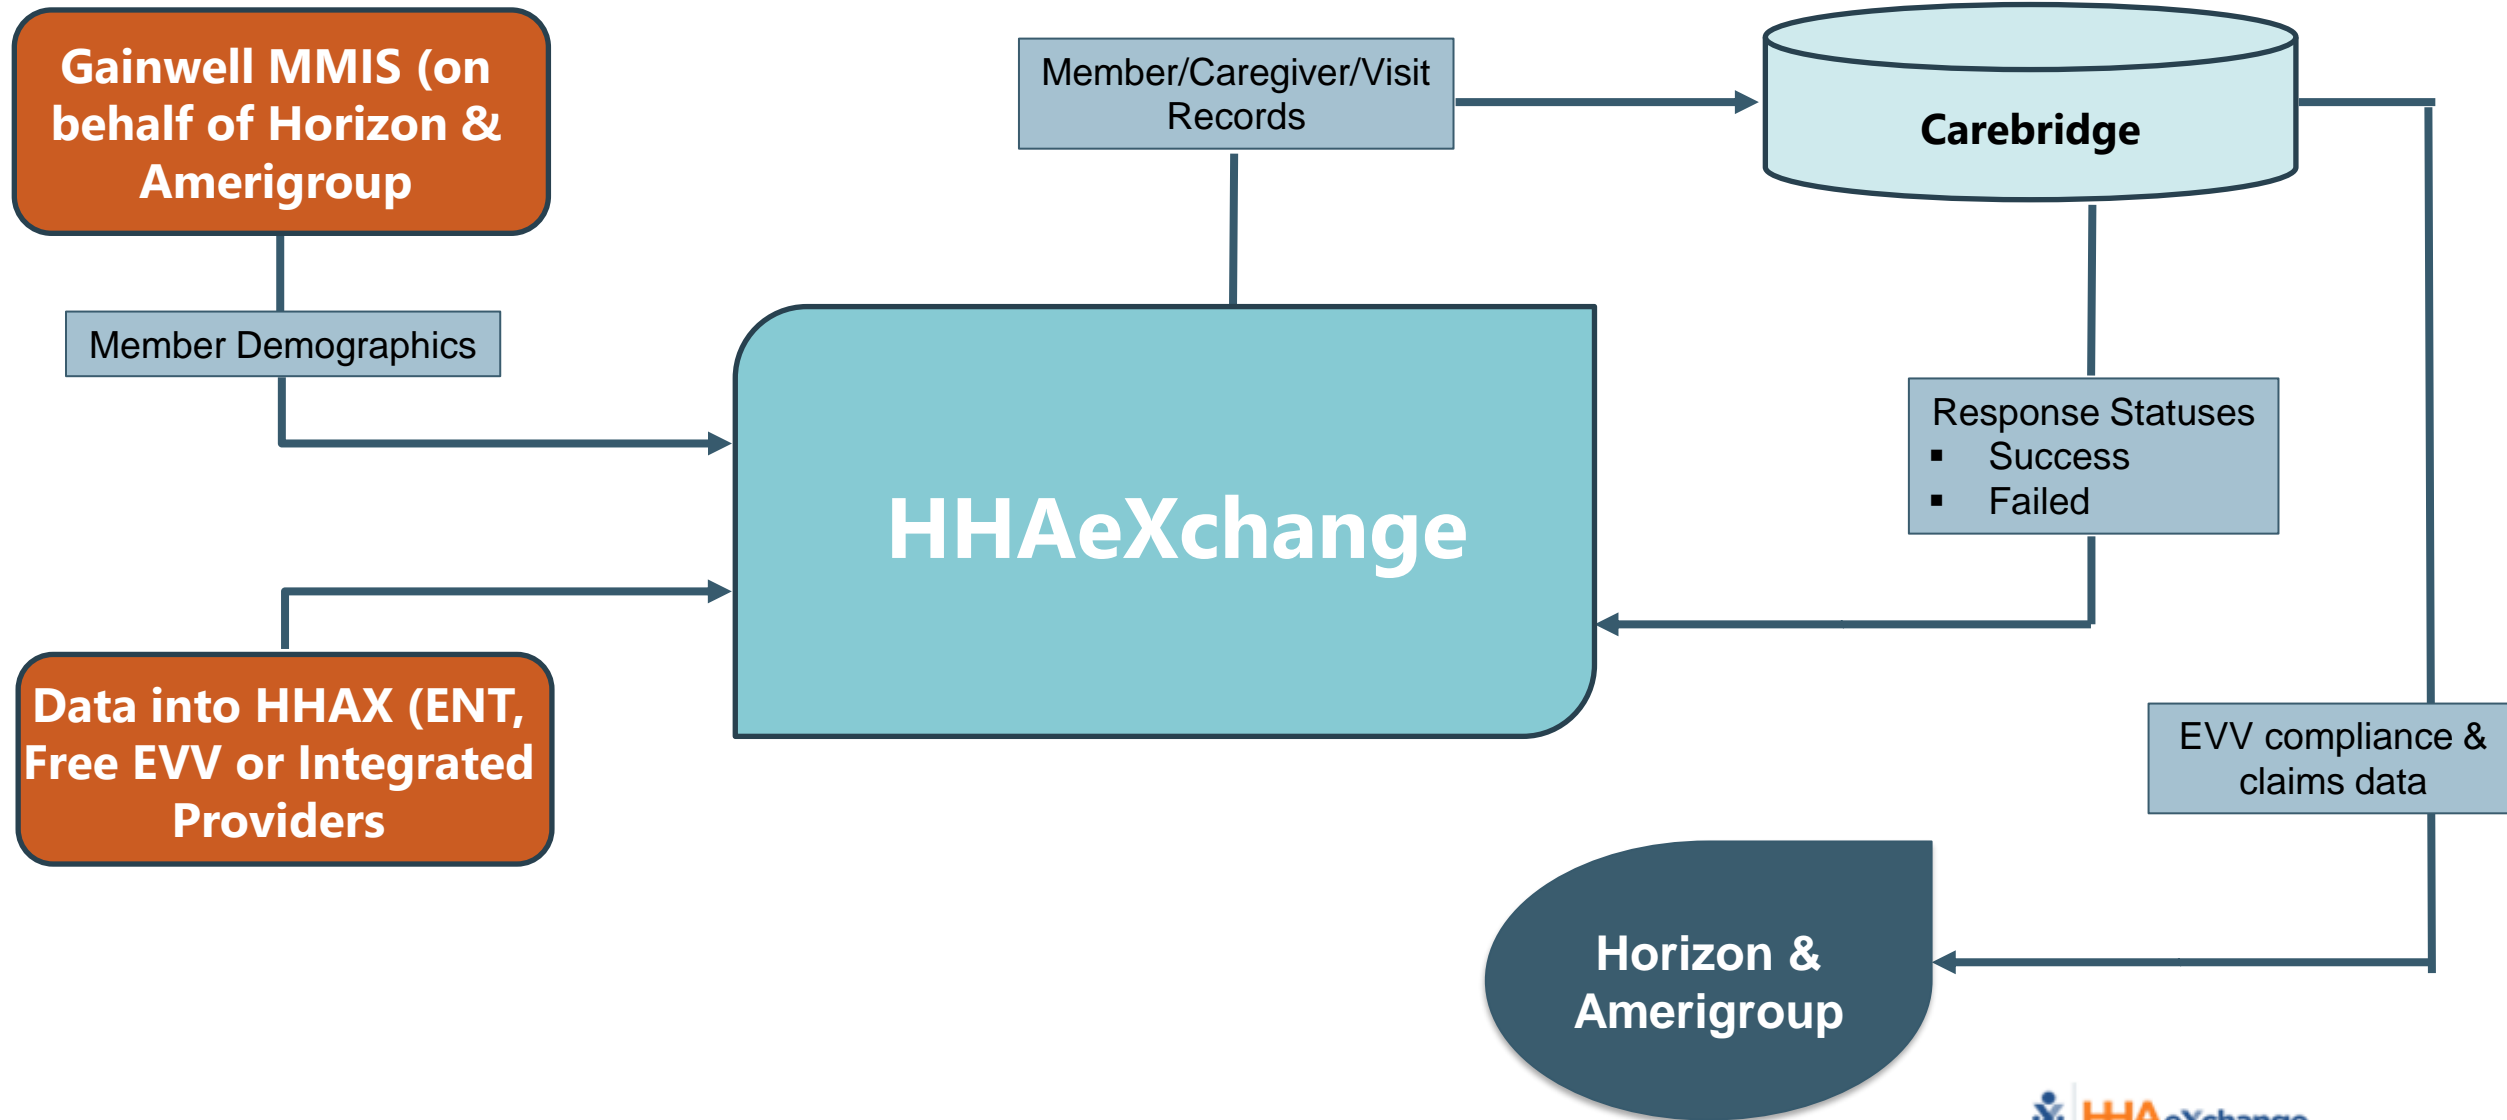 Gainwell MMIS (on
behalf of Horizon &
Amerigroup
Member/Caregiver/Visit
Records
Carebridge
Member Demographics
Response Statuses
▪ Success
▪ Failed
HHAeXchange
Data into HHAX (ENT,
Free EVV or Integrated
Providers
EVV compliance &
claims data
Horizon &
Amerigroup
HHAeXchange